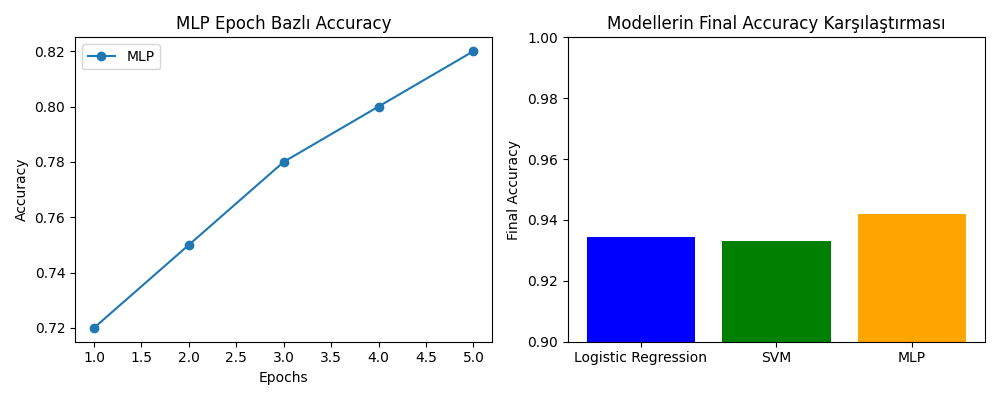 MLP Epoch Bazlı Accuracy
MLP
0.82
0.80
0.78
0.76
0.74
0.72
Accuracy
1.0 1.5 2.0 2.5 3.0 3.5 4.0 4.5 5.0
Epochs
Modellerin Final Accuracy Karşılaştırması
1.00
0.98
0.96
0.94
0.92
0.90
Final Accuracy
Logistic Regression SVM MLP